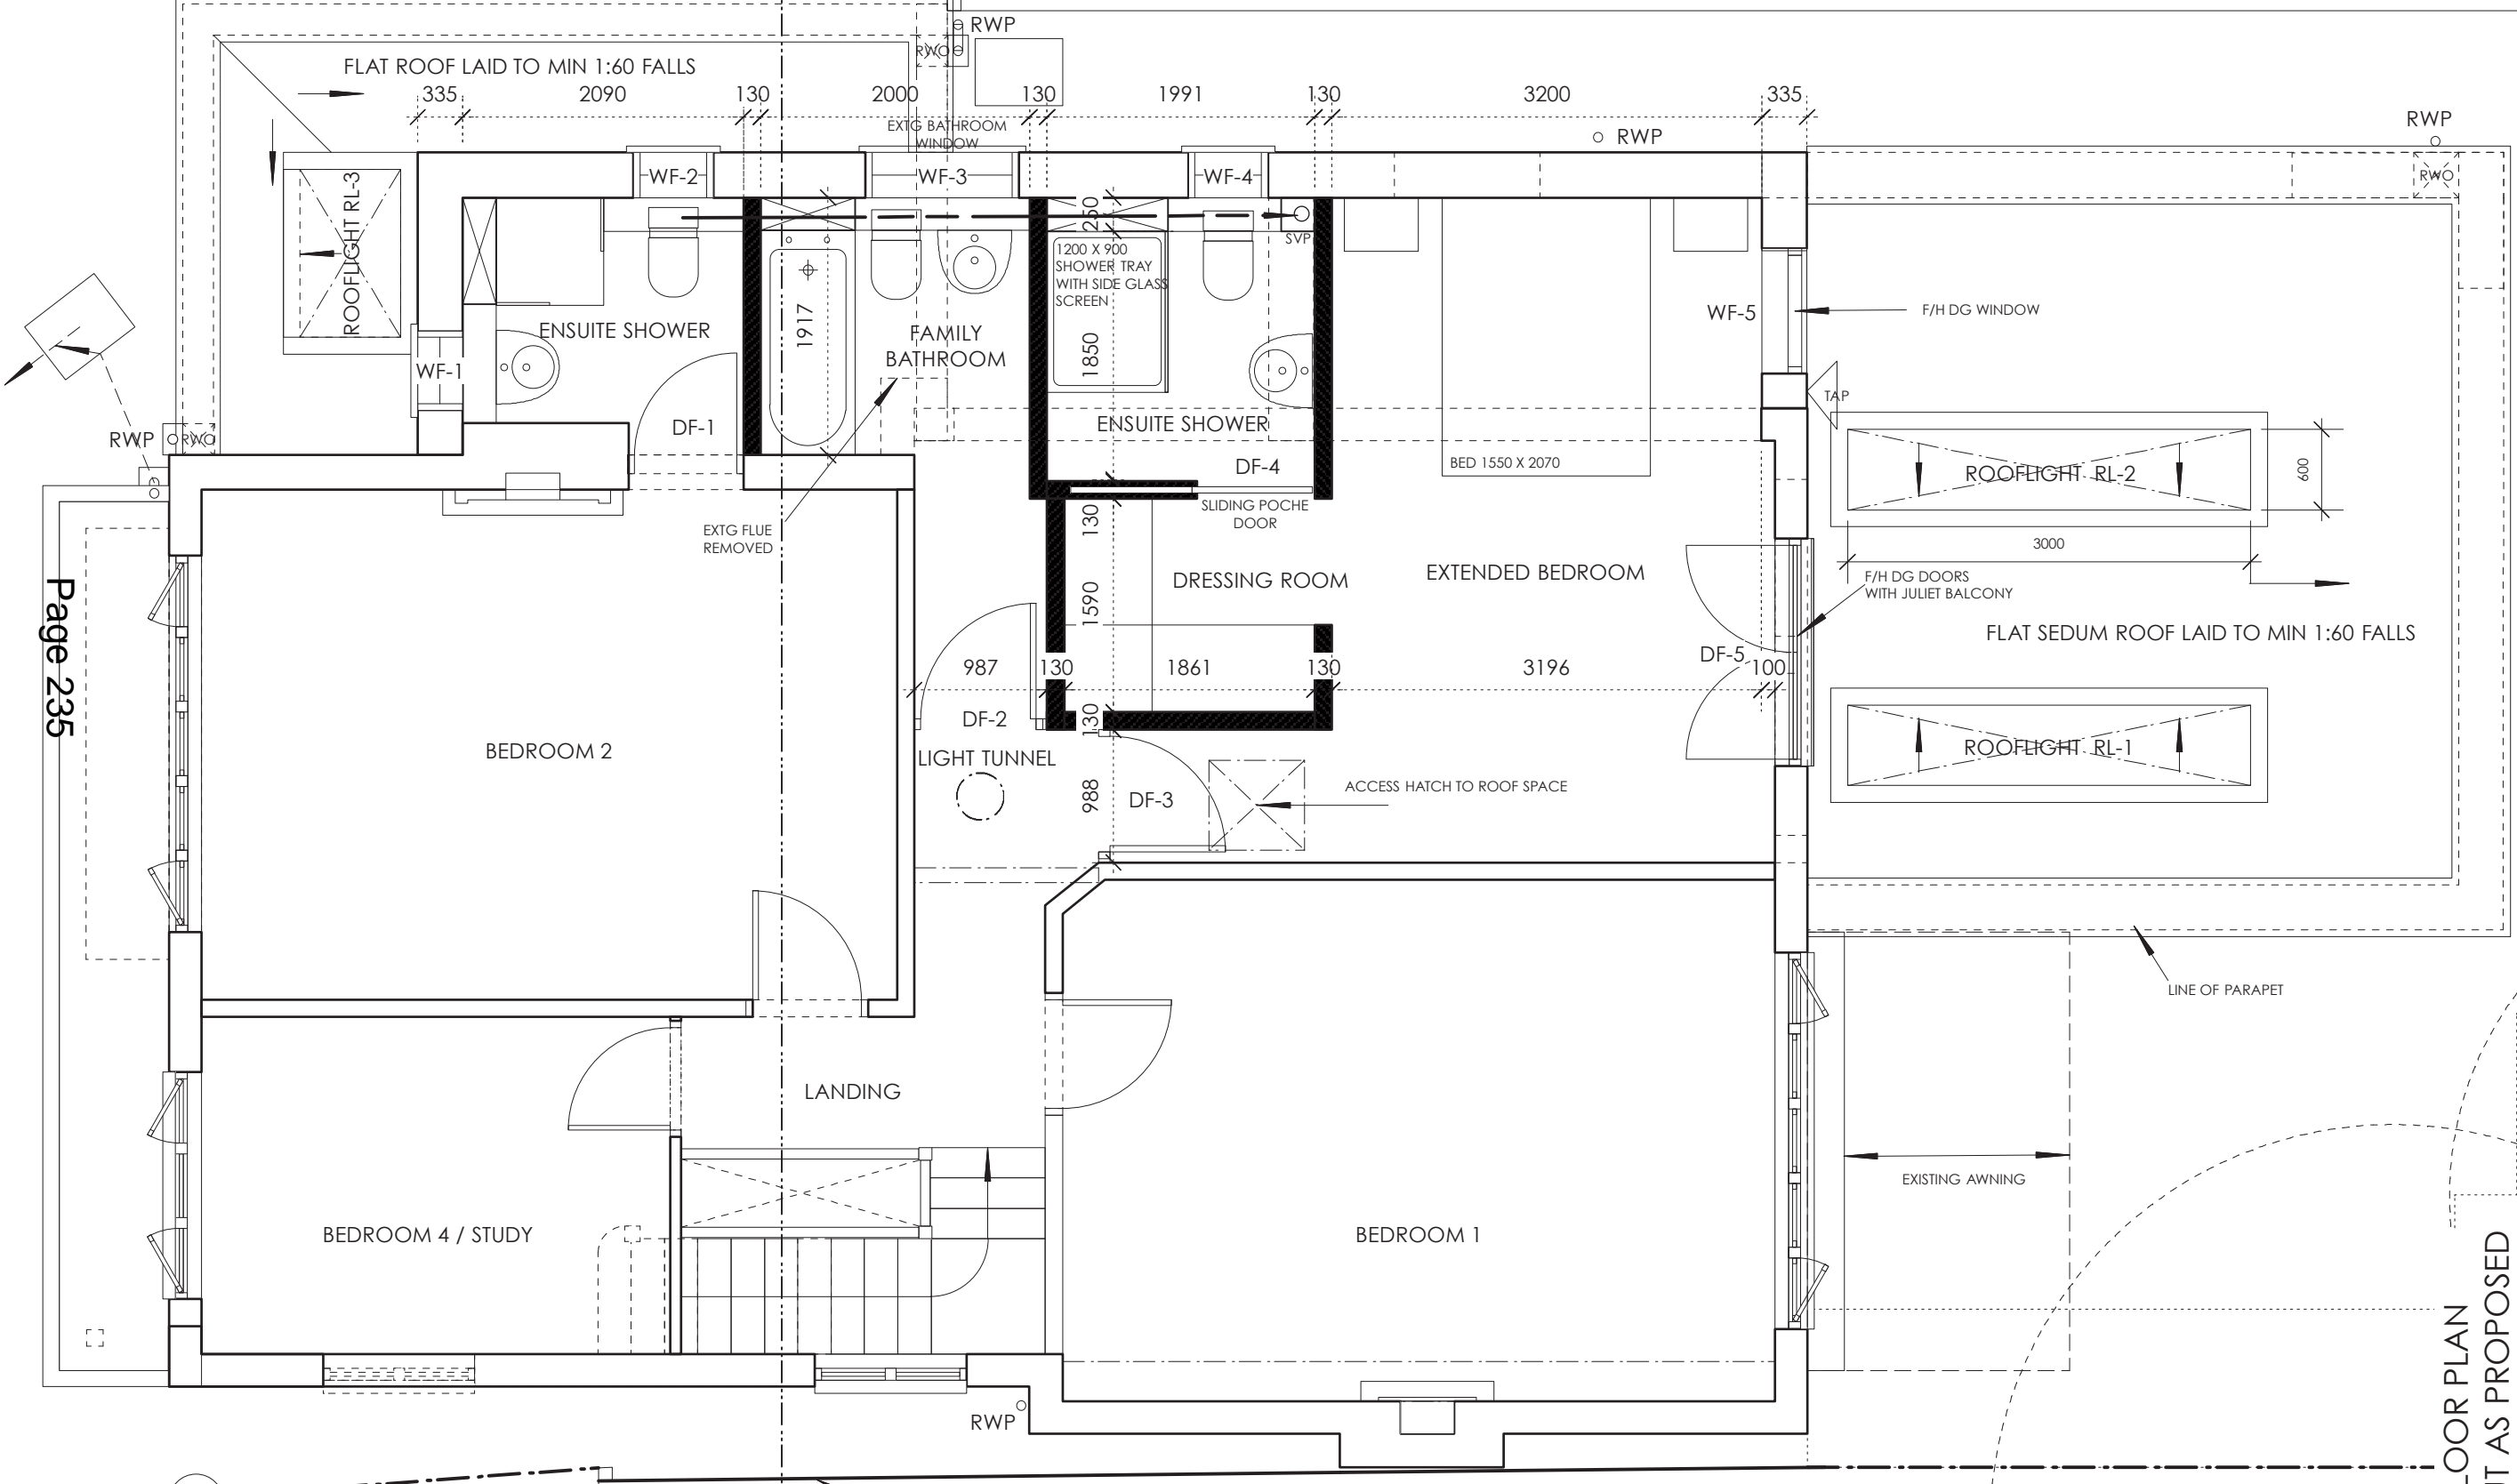 RWP
RWO
FLAT ROOF LAID TO MIN 1:60 FALLS
335
2090
130
2000
130
1991
130
3200
335
EXTG BATHROOM
WINDOW
RWP
RWP
RWO
WF-2
WF-3
WF-4
ROOFLIGHT RL-3
250
SVP
1200 X 900
SHOWER TRAY
WITH SIDE GLASS
SCREEN
ENSUITE SHOWER
1917
FAMILY
BATHROOM
1850
WF-5
F/H DG WINDOW
WF-1
TAP
RWP
RWO
DF-1
ENSUITE SHOWER
DF-4
BED 1550 X 2070
ROOFLIGHT RL-2
600
SLIDING POCHE
DOOR
EXTG FLUE
REMOVED
130
3000
DRESSING ROOM
EXTENDED BEDROOM
F/H DG DOORS
WITH JULIET BALCONY
1590
Page 235
FLAT SEDUM ROOF LAID TO MIN 1:60 FALLS
987
130
1861
130
3196
DF-5
100
DF-2
130
BEDROOM 2
LIGHT TUNNEL
ROOFLIGHT RL-1
988
DF-3
ACCESS HATCH TO ROOF SPACE
LINE OF PARAPET
LANDING
EXISTING AWNING
BEDROOM 4 / STUDY
BEDROOM 1
RWP
LOOR PLAN
T AS PROPOSED